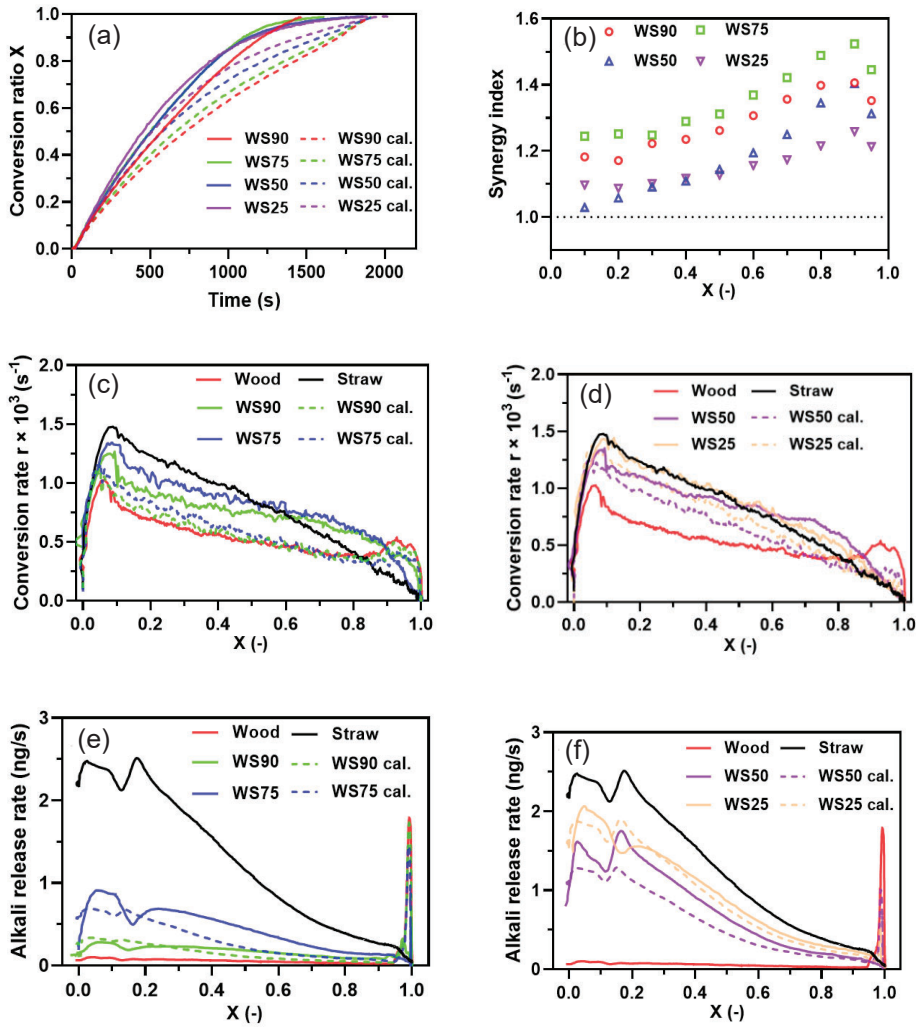 (a)
Conversion ratio X
1.0
0.8
0.6
0.4
0.2
0.0
0 500 1000 1500 2000
Time (s)
WS90 WS90 cal.
WS75 WS75 cal.
WS50 WS50 cal.
WS25 WS25 cal.
(b)
Synergy index
1.6
1.4
1.2
1.0
0.0 0.2 0.4 0.6 0.8 1.0
X (-)
WS90 WS75
WS50 WS25
(c)
Conversion rate r × 10³ (s⁻¹)
2.0
1.5
1.0
0.5
0.0
0.0 0.2 0.4 0.6 0.8 1.0
X (-)
Wood Straw
WS90 WS90 cal.
WS75 WS75 cal.
(d)
Conversion rate r × 10³ (s⁻¹)
2.0
1.5
1.0
0.5
0.0
0.0 0.2 0.4 0.6 0.8 1.0
X (-)
Wood Straw
WS50 WS50 cal.
WS25 WS25 cal.
(e)
Alkali release rate (ng/s)
3
2
1
0
0.0 0.2 0.4 0.6 0.8 1.0
X (-)
Wood Straw
WS90 WS90 cal.
WS75 WS75 cal.
(f)
Alkali release rate (ng/s)
3
2
1
0
0.0 0.2 0.4 0.6 0.8 1.0
X (-)
Wood Straw
WS50 WS50 cal.
WS25 WS25 cal.